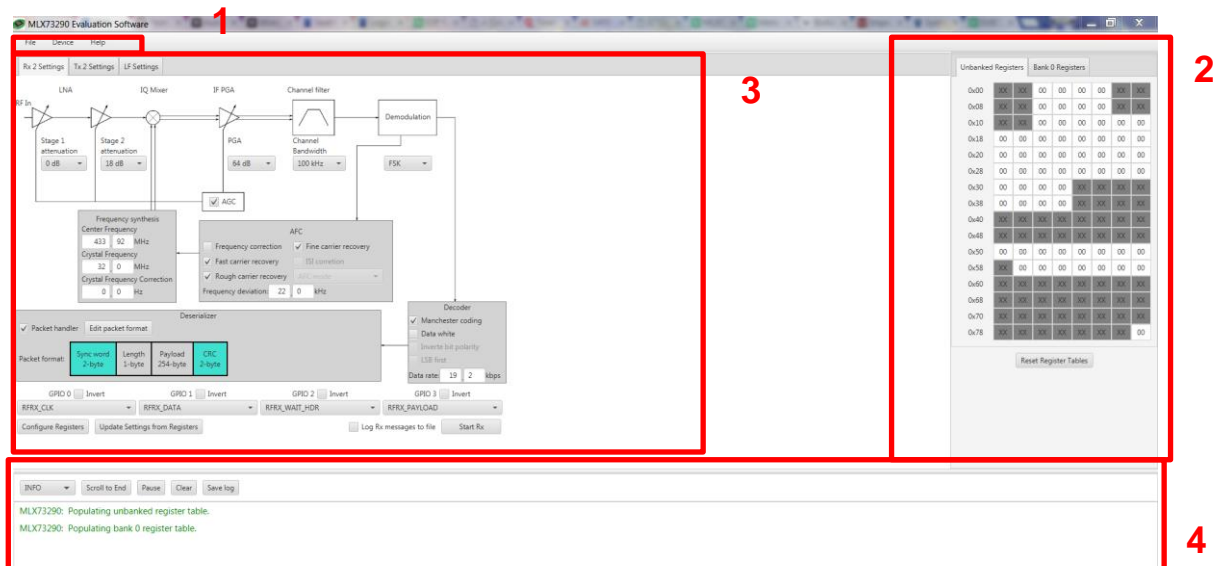 1
MLX73290 Evaluation Software
File Device Help
2
3
Rx 2 Settings Tx 2 Settings LF Settings
LNA IQ Mixer IF PGA Channel filter
RF In
Demodulation
Stage 1 attenuation
Stage 2 attenuation
PGA
Channel Bandwidth
0 dB 18 dB 64 dB 100 kHz FSK
AGC
Frequency synthesis
Center Frequency
433 92 MHz
Crystal Frequency
32 0 MHz
Crystal Frequency Correction
0 0 Hz
AFC
Frequency correction Fine carrier recovery
Fast carrier recovery ISI corretion
Rough carrier recovery AFC mode
Frequency deviation: 22 0 kHz
Decoder
Manchester coding
Data white
Inverte bit polarity
LSB first
Data rate: 19 2 kbps
Deserializer
Packet handler Edit packet format
Packet format:
Sync word 2-byte
Length 1-byte
Payload 254-byte
CRC 2-byte
GPIO 0 Invert GPIO 1 Invert GPIO 2 Invert GPIO 3 Invert
RFRX_CLK RFRX_DATA RFRX_WAIT_HDR RFRX_PAYLOAD
Configure Registers Update Settings from Registers Log Rx messages to file Start Rx
Unbanked Registers Bank 0 Registers
0x00 XX XX 00 00 00 00 XX XX
0x08 XX XX 00 00 00 00 XX XX
0x10 XX XX 00 00 00 00 00 00
0x18 00 00 00 00 00 00 00 00
0x20 00 00 00 00 00 00 00 00
0x28 00 00 00 00 00 00 00 00
0x30 00 00 00 00 XX XX XX XX
0x38 00 00 00 00 XX XX XX XX
0x40 XX XX XX XX XX XX XX XX
0x48 XX XX XX XX XX XX XX XX
0x50 00 00 00 00 00 00 00 00
0x58 XX 00 00 00 00 00 00 00
0x60 XX XX XX XX XX XX XX XX
0x68 XX XX XX XX XX XX XX XX
0x70 XX XX XX XX XX XX XX XX
0x78 XX XX XX XX XX XX XX 00
Reset Register Tables
INFO Scroll to End Pause Clear Save log
MLX73290: Populating unbanked register table.
MLX73290: Populating bank 0 register table.
4